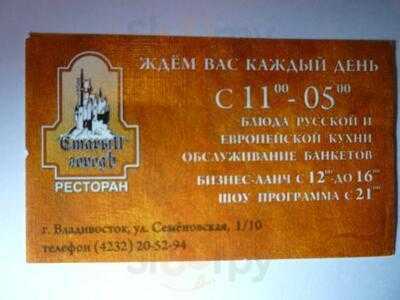 ЖДЁМ ВАС КАЖДЫЙ ДЕНЬ
С 11⁰⁰ - 05⁰⁰
БЛЮДА РУССКОЙ И
ЕВРОПЕЙСКОЙ КУХНИ
ОБСЛУЖИВАНИЕ БАНКЕТОВ
БИЗНЕС-ЛАНЧ С 12⁰⁰ ДО 16⁰⁰
ШОУ ПРОГРАММА С 21⁰⁰
Старый
городъ
РЕСТОРАН
г. Владивосток, ул. Семёновская, 1/10
телефон (4232) 20-52-94